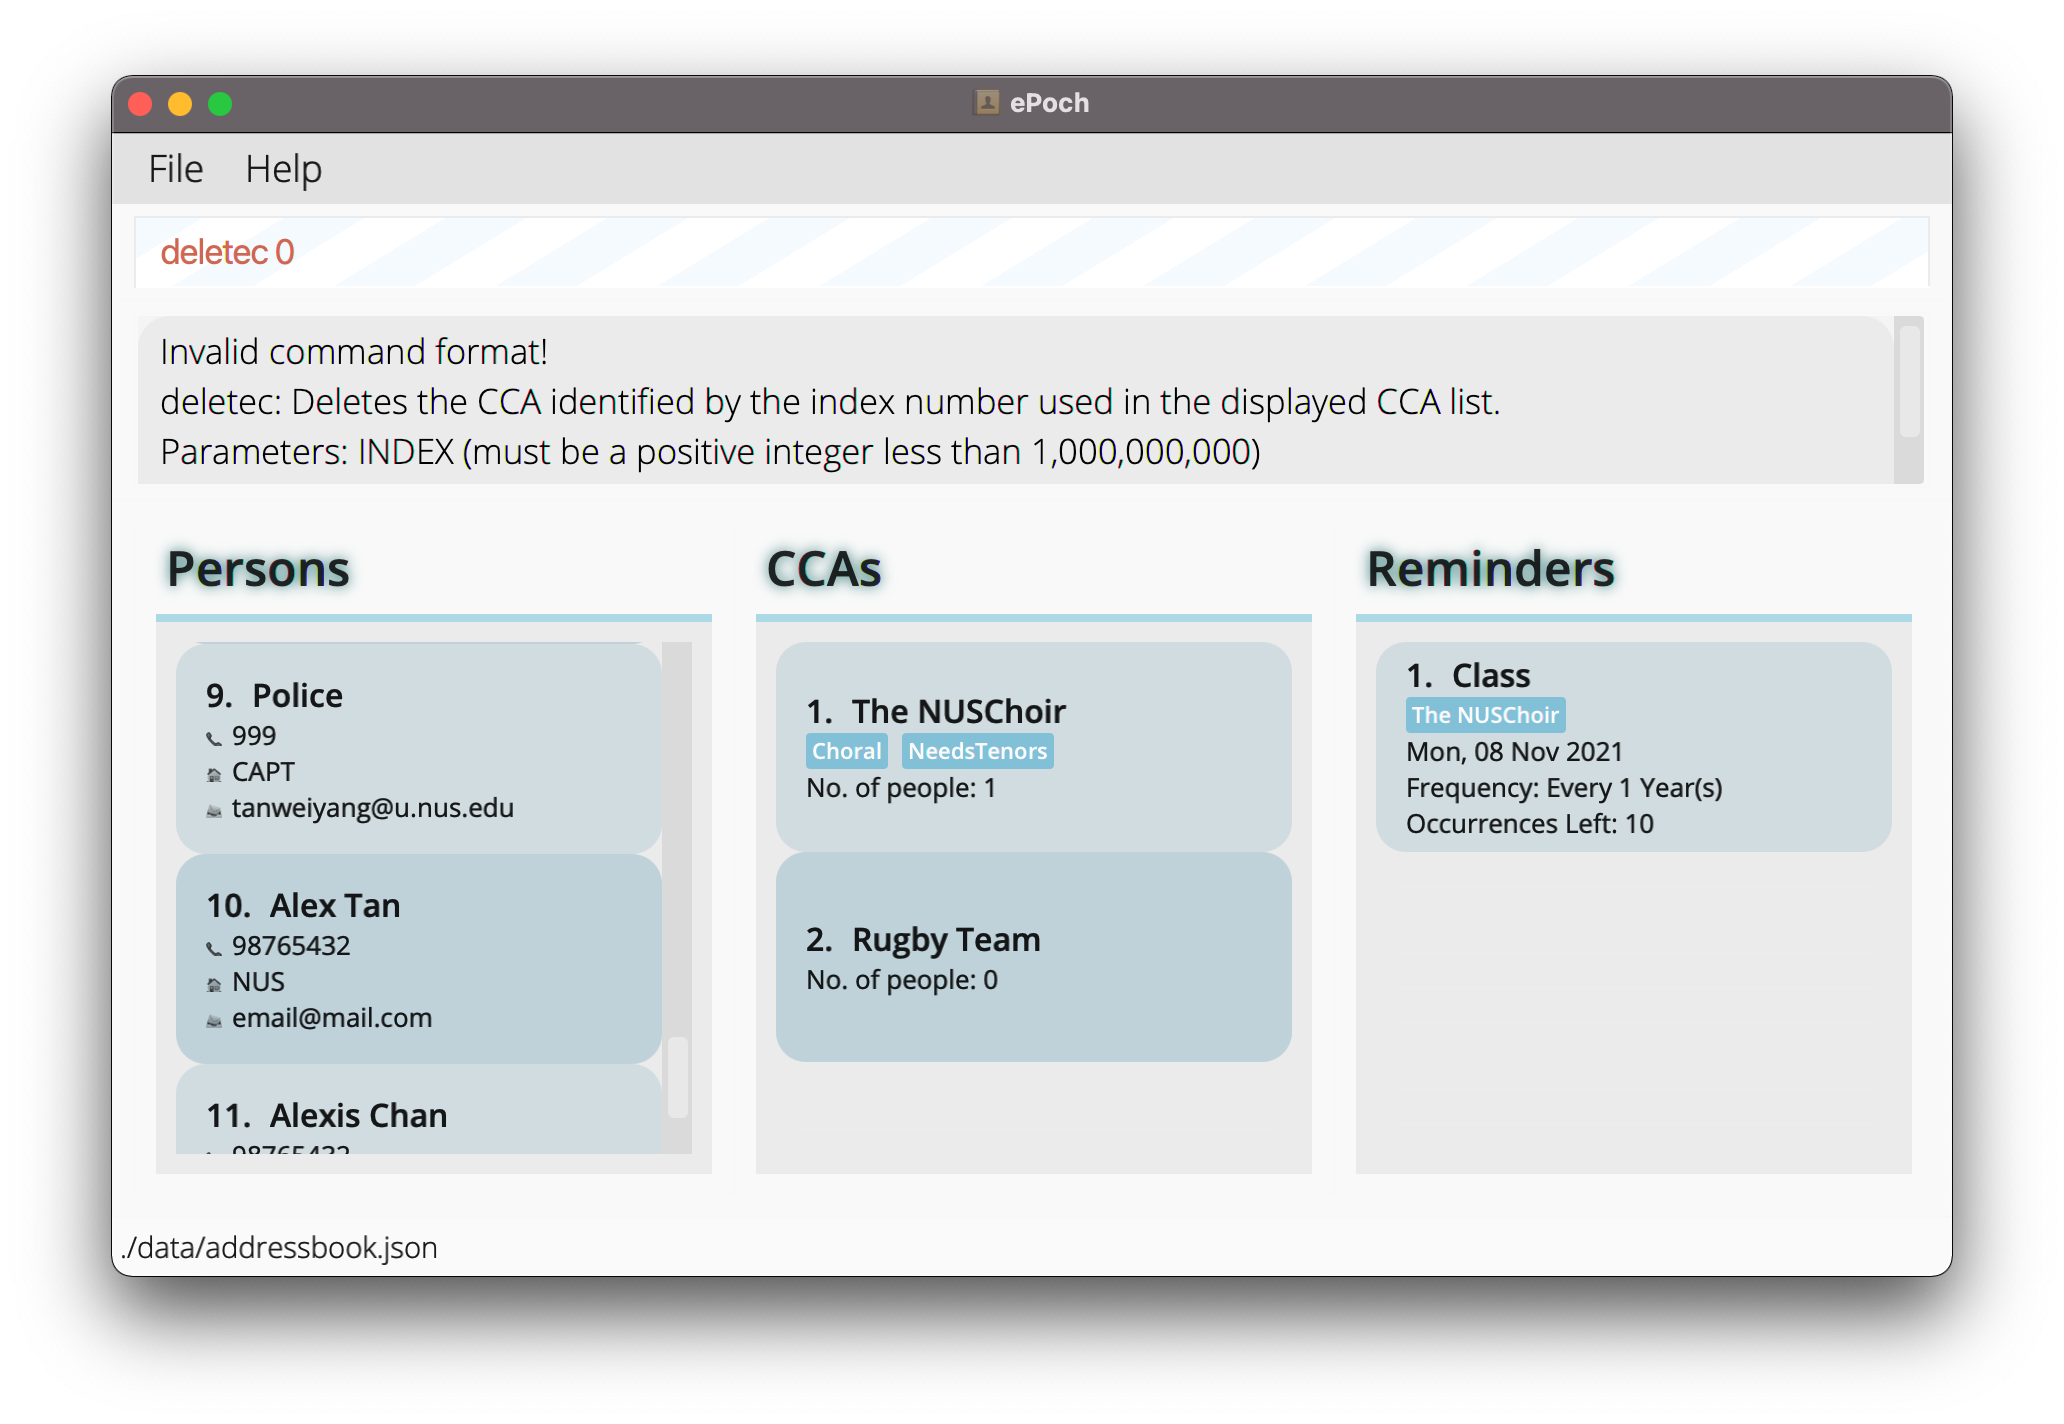 ePoch
File Help
deletec 0
Invalid command format!
deletec: Deletes the CCA identified by the index number used in the displayed CCA list.
Parameters: INDEX (must be a positive integer less than 1,000,000,000)
Persons
9. Police
999
CAPT
tanweiyang@u.nus.edu
10. Alex Tan
98765432
NUS
email@mail.com
11. Alexis Chan
98765432
CCAs
1. The NUSChoir
Choral NeedsTenors
No. of people: 1
2. Rugby Team
No. of people: 0
Reminders
1. Class
The NUSChoir
Mon, 08 Nov 2021
Frequency: Every 1 Year(s)
Occurrences Left: 10
./data/addressbook.json